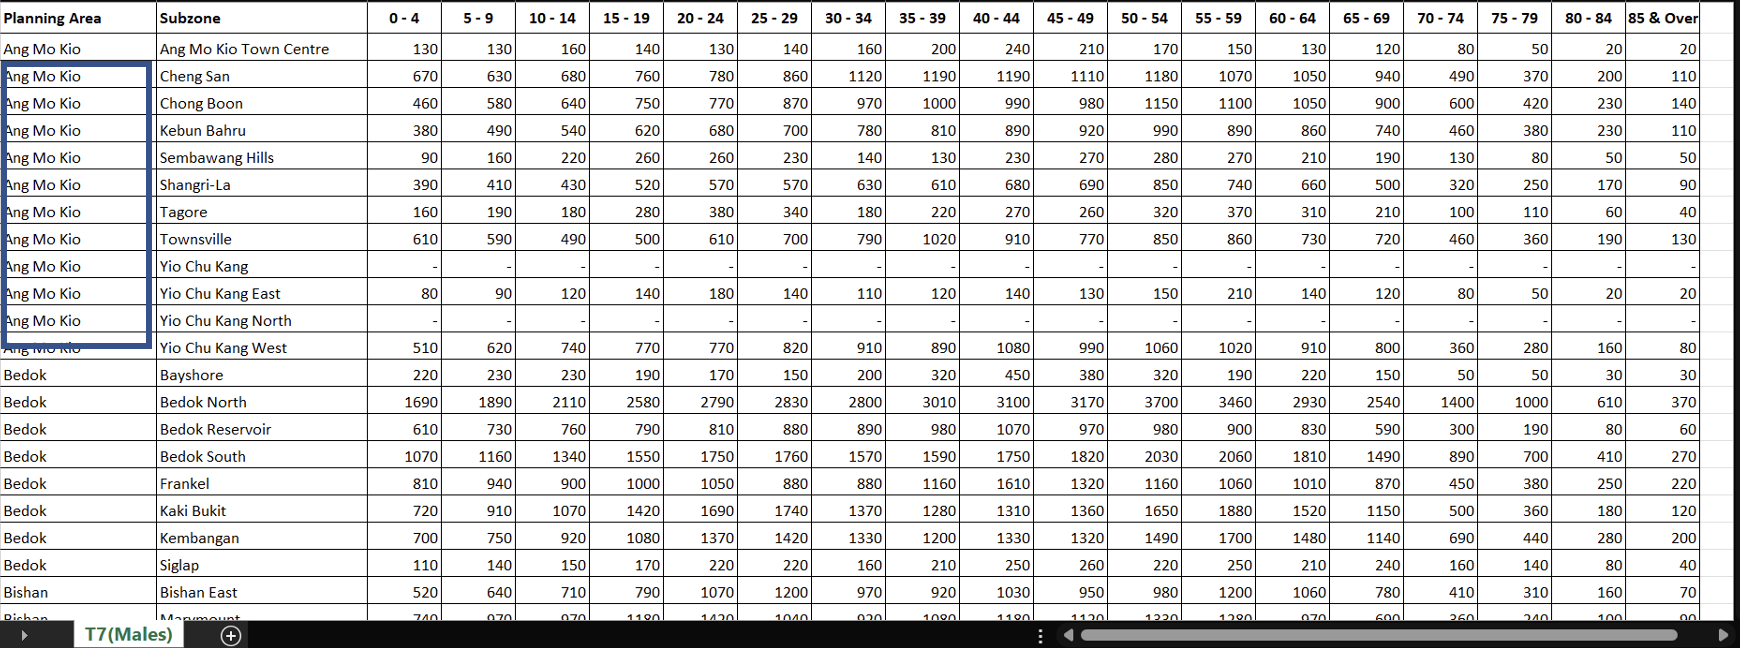 Planning Area Subzone 0 - 4 5 - 9 10 - 14 15 - 19 20 - 24 25 - 29 30 - 34 35 - 39 40 - 44 45 - 49 50 - 54 55 - 59 60 - 64 65 - 69 70 - 74 75 - 79 80 - 84 85 & Over
Ang Mo Kio Ang Mo Kio Town Centre 130 130 160 140 130 140 160 200 240 210 170 150 130 120 80 50 20 20
Ang Mo Kio Cheng San 670 630 680 760 780 860 1120 1190 1190 1110 1180 1070 1050 940 490 370 200 110
Ang Mo Kio Chong Boon 460 580 640 750 770 870 970 1000 990 980 1150 1100 1050 900 600 420 230 140
Ang Mo Kio Kebun Bahru 380 490 540 620 680 700 780 810 890 920 990 890 860 740 460 380 230 110
Ang Mo Kio Sembawang Hills 90 160 220 260 260 230 140 130 230 270 280 270 210 190 130 80 50 50
Ang Mo Kio Shangri-La 390 410 430 520 570 570 630 610 680 690 850 740 660 500 320 250 170 90
Ang Mo Kio Tagore 160 190 180 280 380 340 180 220 270 260 320 370 310 210 100 110 60 40
Ang Mo Kio Townsville 610 590 490 500 610 700 790 1020 910 770 850 860 730 720 460 360 190 130
Ang Mo Kio Yio Chu Kang - - - - - - - - - - - - - - - - - -
Ang Mo Kio Yio Chu Kang East 80 90 120 140 180 140 110 120 140 130 150 210 140 120 80 50 20 20
Ang Mo Kio Yio Chu Kang North - - - - - - - - - - - - - - - - - -
Ang Mo Kio Yio Chu Kang West 510 620 740 770 770 820 910 890 1080 990 1060 1020 910 800 360 280 160 80
Bedok Bayshore 220 230 230 190 170 150 200 320 450 380 320 190 220 150 50 50 30 30
Bedok Bedok North 1690 1890 2110 2580 2790 2830 2800 3010 3100 3170 3700 3460 2930 2540 1400 1000 610 370
Bedok Bedok Reservoir 610 730 760 790 810 880 890 980 1070 970 980 900 830 590 300 190 80 60
Bedok Bedok South 1070 1160 1340 1550 1750 1760 1570 1590 1750 1820 2030 2060 1810 1490 890 700 410 270
Bedok Frankel 810 940 900 1000 1050 880 880 1160 1610 1320 1160 1060 1010 870 450 380 250 220
Bedok Kaki Bukit 720 910 1070 1420 1690 1740 1370 1280 1310 1360 1650 1880 1520 1150 500 360 180 120
Bedok Kembangan 700 750 920 1080 1370 1420 1330 1200 1330 1320 1490 1700 1480 1140 690 440 280 200
Bedok Siglap 110 140 150 170 220 220 160 210 250 260 220 250 210 240 160 140 80 40
Bishan Bishan East 520 640 710 790 1070 1200 970 920 1030 950 980 1200 1060 780 410 310 160 70
Bishan Marymount 740 970 970 1180 1420 1040 920 1080 1180 1120 1330 1280 970 690 360 240 100 90
T7(Males)